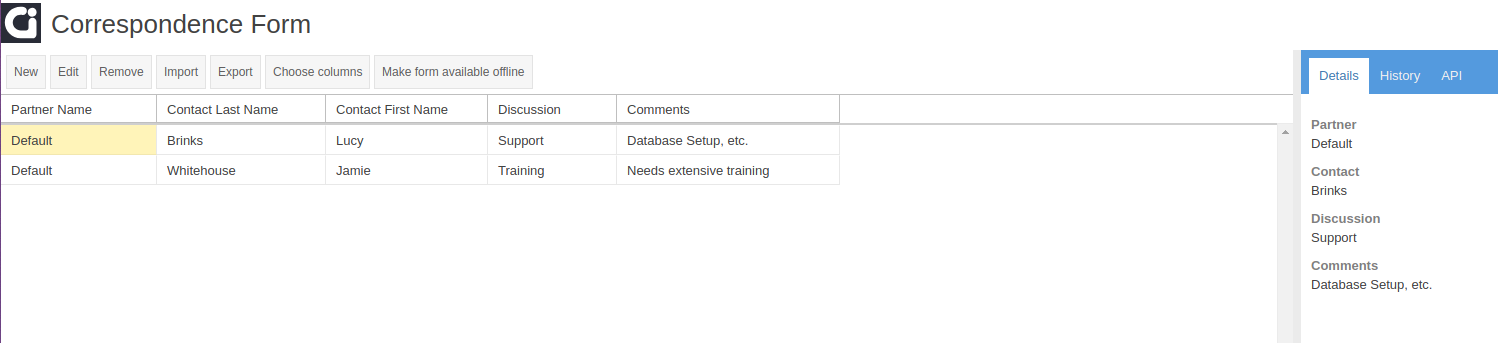 Correspondence Form
New Edit Remove Import Export Choose columns Make form available offline
Details History API
Partner Name Contact Last Name Contact First Name Discussion Comments
Default Brinks Lucy Support Database Setup, etc.
Default Whitehouse Jamie Training Needs extensive training
Partner
Default
Contact
Brinks
Discussion
Support
Comments
Database Setup, etc.